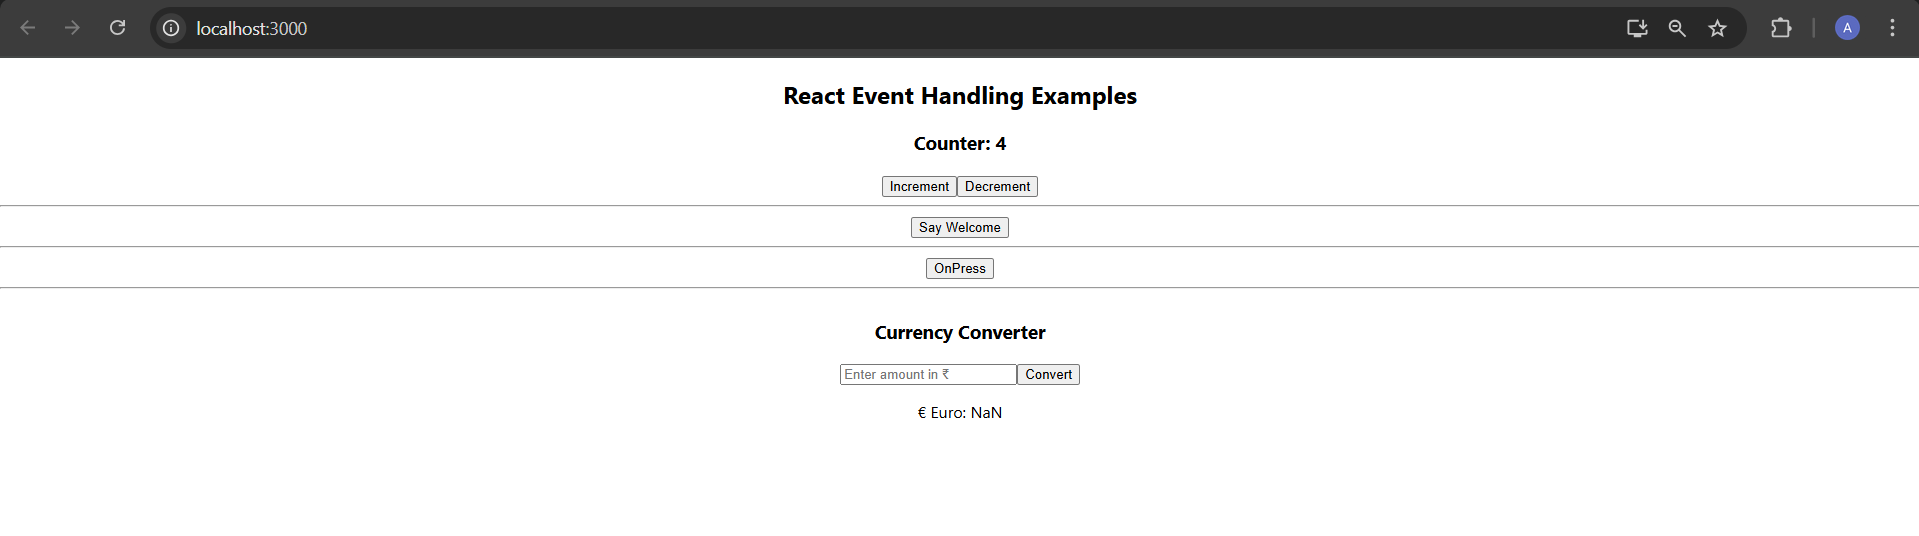 localhost:3000
A
React Event Handling Examples
Counter: 4
Increment Decrement
Say Welcome
OnPress
Currency Converter
Enter amount in ₹ Convert
€ Euro: NaN